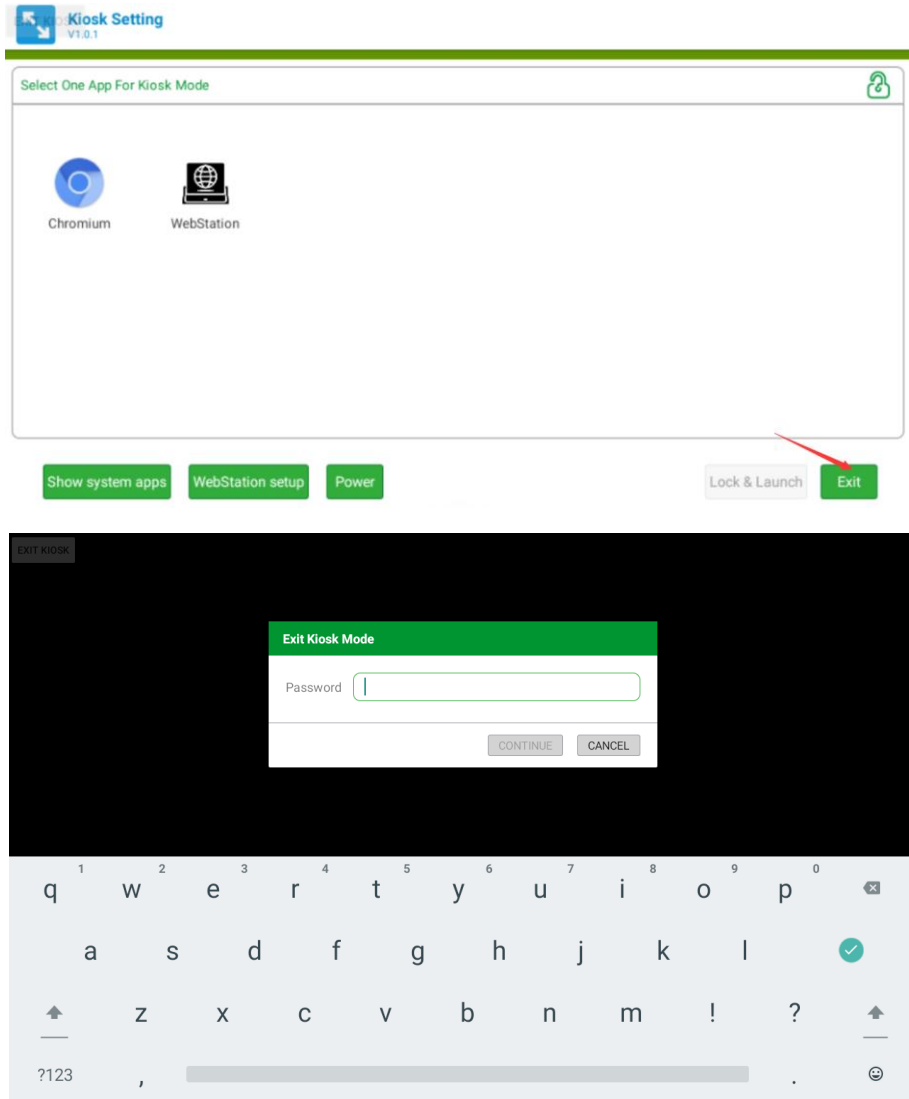 EXIT KIOSK
Kiosk Setting
V1.0.1
Select One App For Kiosk Mode
Chromium
WebStation
Show system apps
WebStation setup
Power
Lock & Launch
Exit
EXIT KIOSK
Exit Kiosk Mode
Password
CONTINUE
CANCEL
1 2 3 4 5 6 7 8 9 0
q w e r t y u i o p
a s d f g h j k l
z x c v b n m ! ?
?123 , .